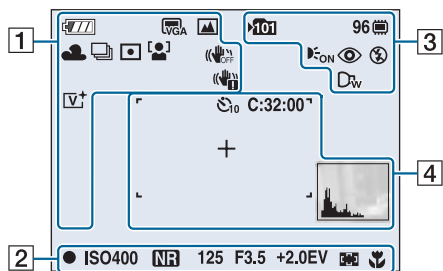 1
VGA
101
96
3
OFF
ON
V+
Dw
10 C:32:00
4
2
ISO400 NR 125 F3.5 +2.0EV